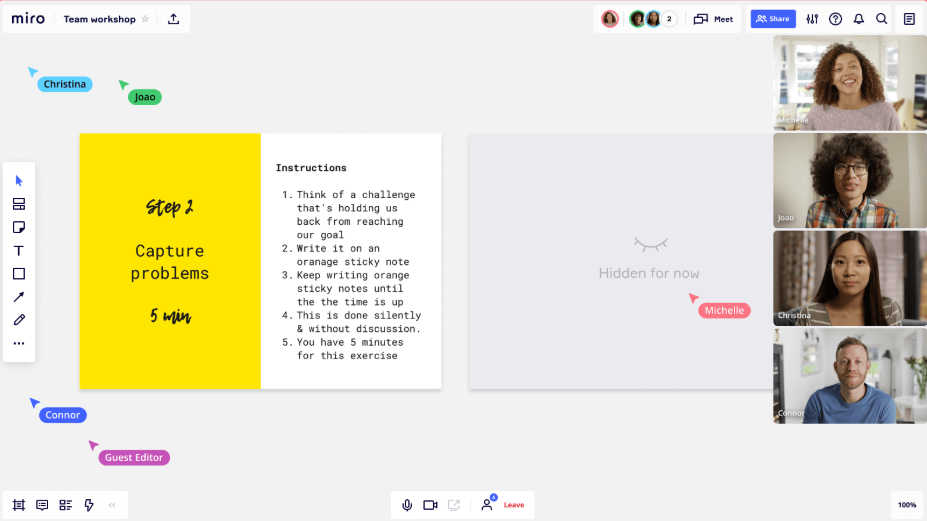 miro
Team workshop
2
Meet
Share
Michelle
Christina
Joao
Joao
Step 2
Capture
problems
5 min
Instructions
1. Think of a challenge
that's holding us
back from reaching
our goal
2. Write it on an
oranage sticky note
3. Keep writing orange
sticky notes until
the the time is up
4. This is done silently
& without discussion.
5. You have 5 minutes
for this exercise
Hidden for now
Michelle
Christina
Connor
Connor
Guest Editor
4
Leave
100%